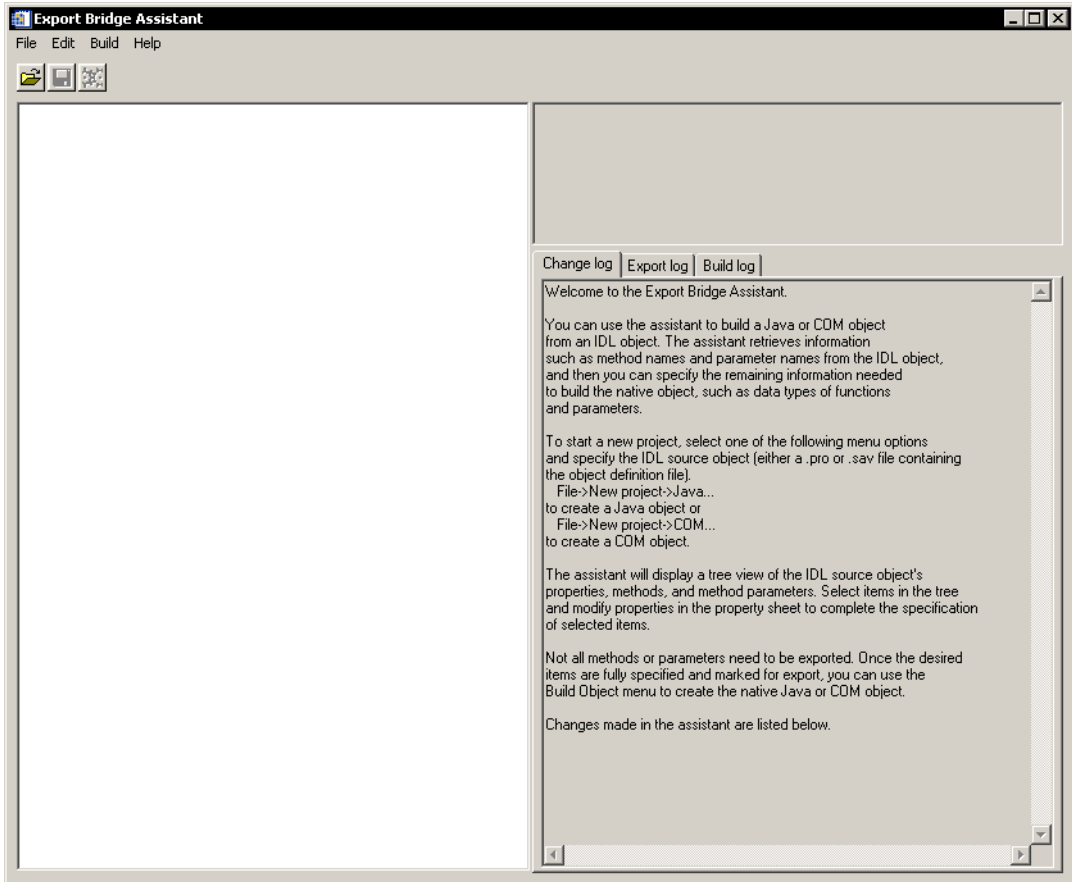 Export Bridge Assistant
File Edit Build Help
Change log Export log Build log
Welcome to the Export Bridge Assistant.
You can use the assistant to build a Java or COM object
from an IDL object. The assistant retrieves information
such as method names and parameter names from the IDL object,
and then you can specify the remaining information needed
to build the native object, such as data types of functions
and parameters.
To start a new project, select one of the following menu options
and specify the IDL source object (either a .pro or .sav file containing
the object definition file).
File->New project->Java...
to create a Java object or
File->New project->COM...
to create a COM object.
The assistant will display a tree view of the IDL source object's
properties, methods, and method parameters. Select items in the tree
and modify properties in the property sheet to complete the specification
of selected items.
Not all methods or parameters need to be exported. Once the desired
items are fully specified and marked for export, you can use the
Build Object menu to create the native Java or COM object.
Changes made in the assistant are listed below.